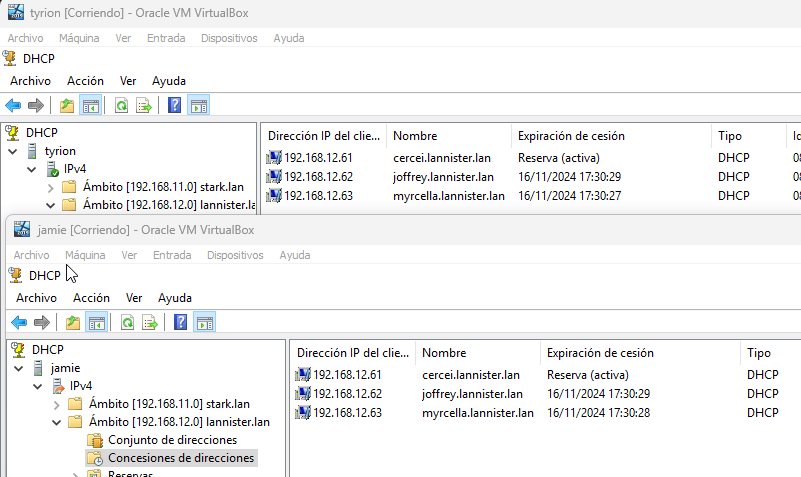 tyrion [Corriendo] - Oracle VM VirtualBox
Archivo Máquina Ver Entrada Dispositivos Ayuda
DHCP
Archivo Acción Ver Ayuda
DHCP
tyrion
IPv4
Ámbito [192.168.11.0] stark.lan
Ámbito [192.168.12.0] lannister.lan
Dirección IP del clie... Nombre Expiración de cesión Tipo
192.168.12.61 cercei.lannister.lan Reserva (activa) DHCP
192.168.12.62 joffrey.lannister.lan 16/11/2024 17:30:29 DHCP
192.168.12.63 myrcella.lannister.lan 16/11/2024 17:30:27 DHCP
jamie [Corriendo] - Oracle VM VirtualBox
Archivo Máquina Ver Entrada Dispositivos Ayuda
DHCP
Archivo Acción Ver Ayuda
DHCP
jamie
IPv4
Ámbito [192.168.11.0] stark.lan
Ámbito [192.168.12.0] lannister.lan
Conjunto de direcciones
Concesiones de direcciones
Reservas
Dirección IP del clie... Nombre Expiración de cesión Tipo
192.168.12.61 cercei.lannister.lan Reserva (activa) DHCP
192.168.12.62 joffrey.lannister.lan 16/11/2024 17:30:29 DHCP
192.168.12.63 myrcella.lannister.lan 16/11/2024 17:30:28 DHCP